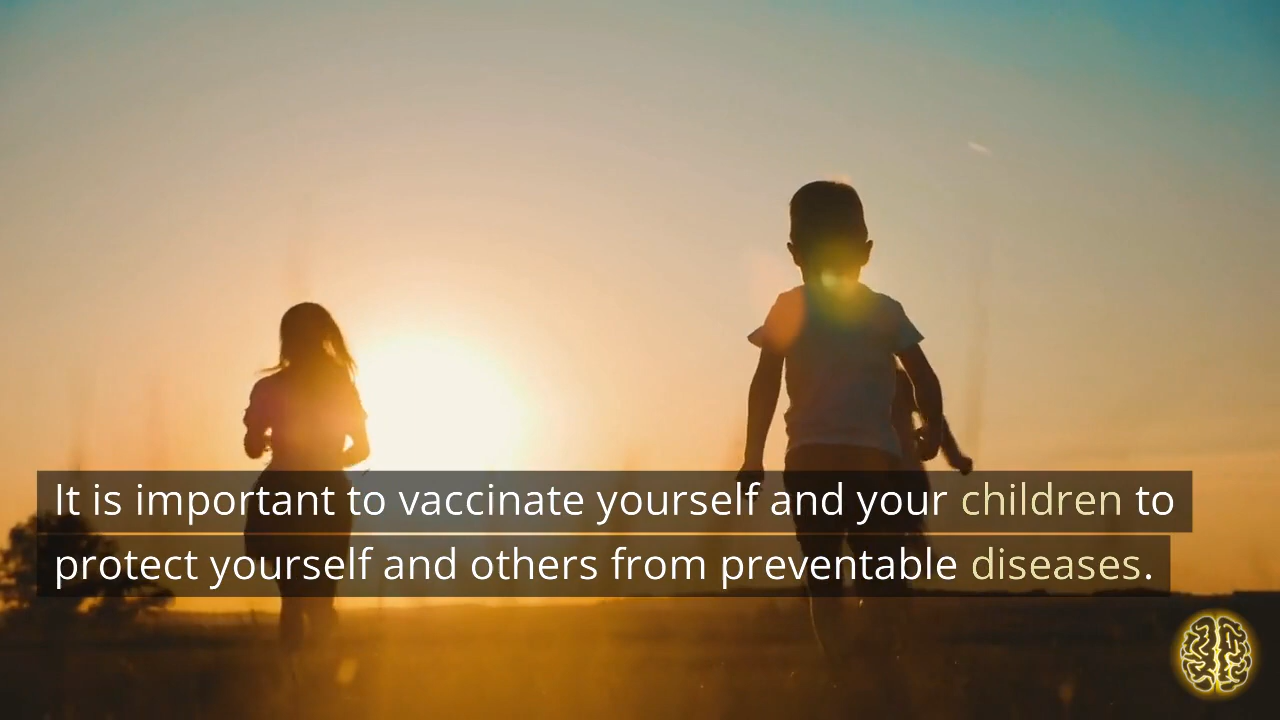 It is important to vaccinate yourself and your children to
protect yourself and others from preventable diseases.